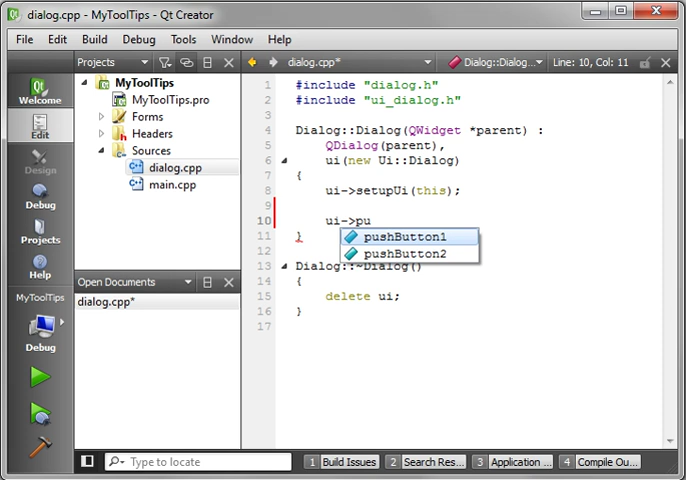 dialog.cpp - MyToolTips - Qt Creator
File Edit Build Debug Tools Window Help
Projects
dialog.cpp*
Dialog::Dialog...
Line: 10, Col: 11
Qt
Welcome
Edit
Design
Debug
Projects
Help
MyToolTips
Debug
MyToolTips
MyToolTips.pro
Forms
Headers
Sources
dialog.cpp
main.cpp
Open Documents
dialog.cpp*
1 #include "dialog.h"
2 #include "ui_dialog.h"
3
4 Dialog::Dialog(QWidget *parent) :
5 QDialog(parent),
6 ui(new Ui::Dialog)
7 {
8 ui->setupUi(this);
9
10 ui->pu
11 }
pushButton1
pushButton2
13 Dialog::~Dialog()
14 {
15 delete ui;
16 }
17
Type to locate
1 Build Issues
2 Search Res...
3 Application ...
4 Compile Ou...